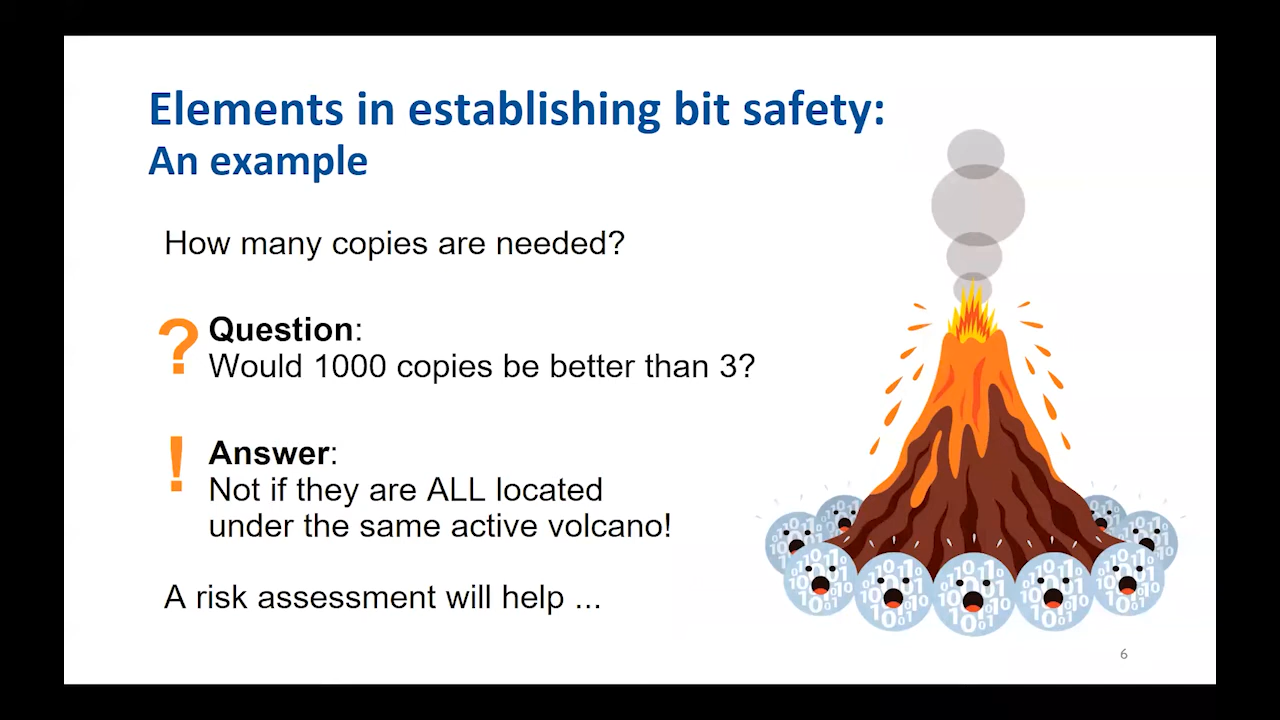 Elements in establishing bit safety:
An example
How many copies are needed?
?
Question:
Would 1000 copies be better than 3?
!
Answer:
Not if they are ALL located
under the same active volcano!
A risk assessment will help ...
6